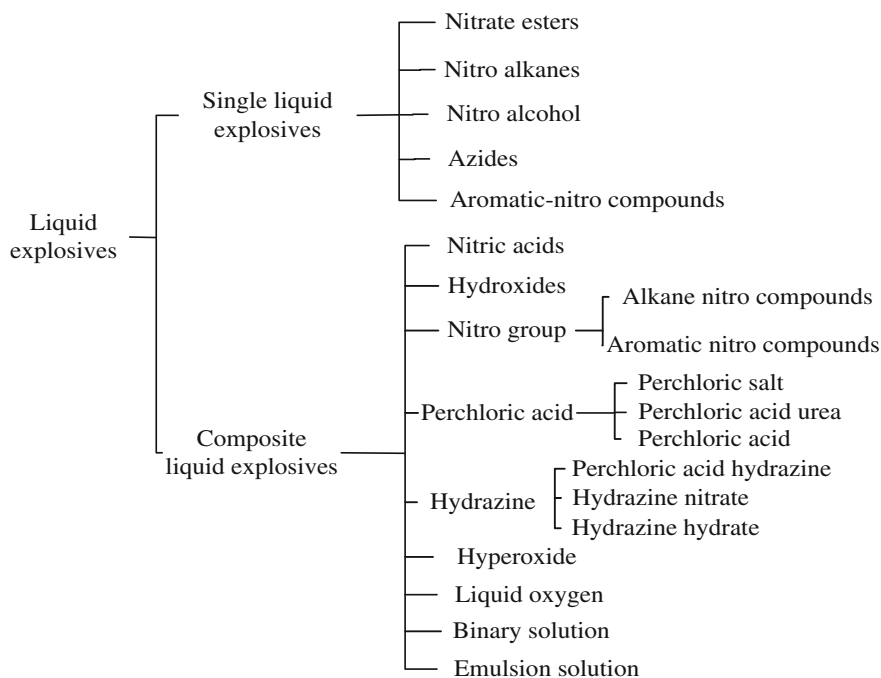 Liquid
explosives
Single liquid
explosives
Nitrate esters
Nitro alkanes
Nitro alcohol
Azides
Aromatic-nitro compounds
Composite
liquid explosives
Nitric acids
Hydroxides
Nitro group
Alkane nitro compounds
Aromatic nitro compounds
Perchloric acid
Perchloric salt
Perchloric acid urea
Perchloric acid
Hydrazine
Perchloric acid hydrazine
Hydrazine nitrate
Hydrazine hydrate
Hyperoxide
Liquid oxygen
Binary solution
Emulsion solution